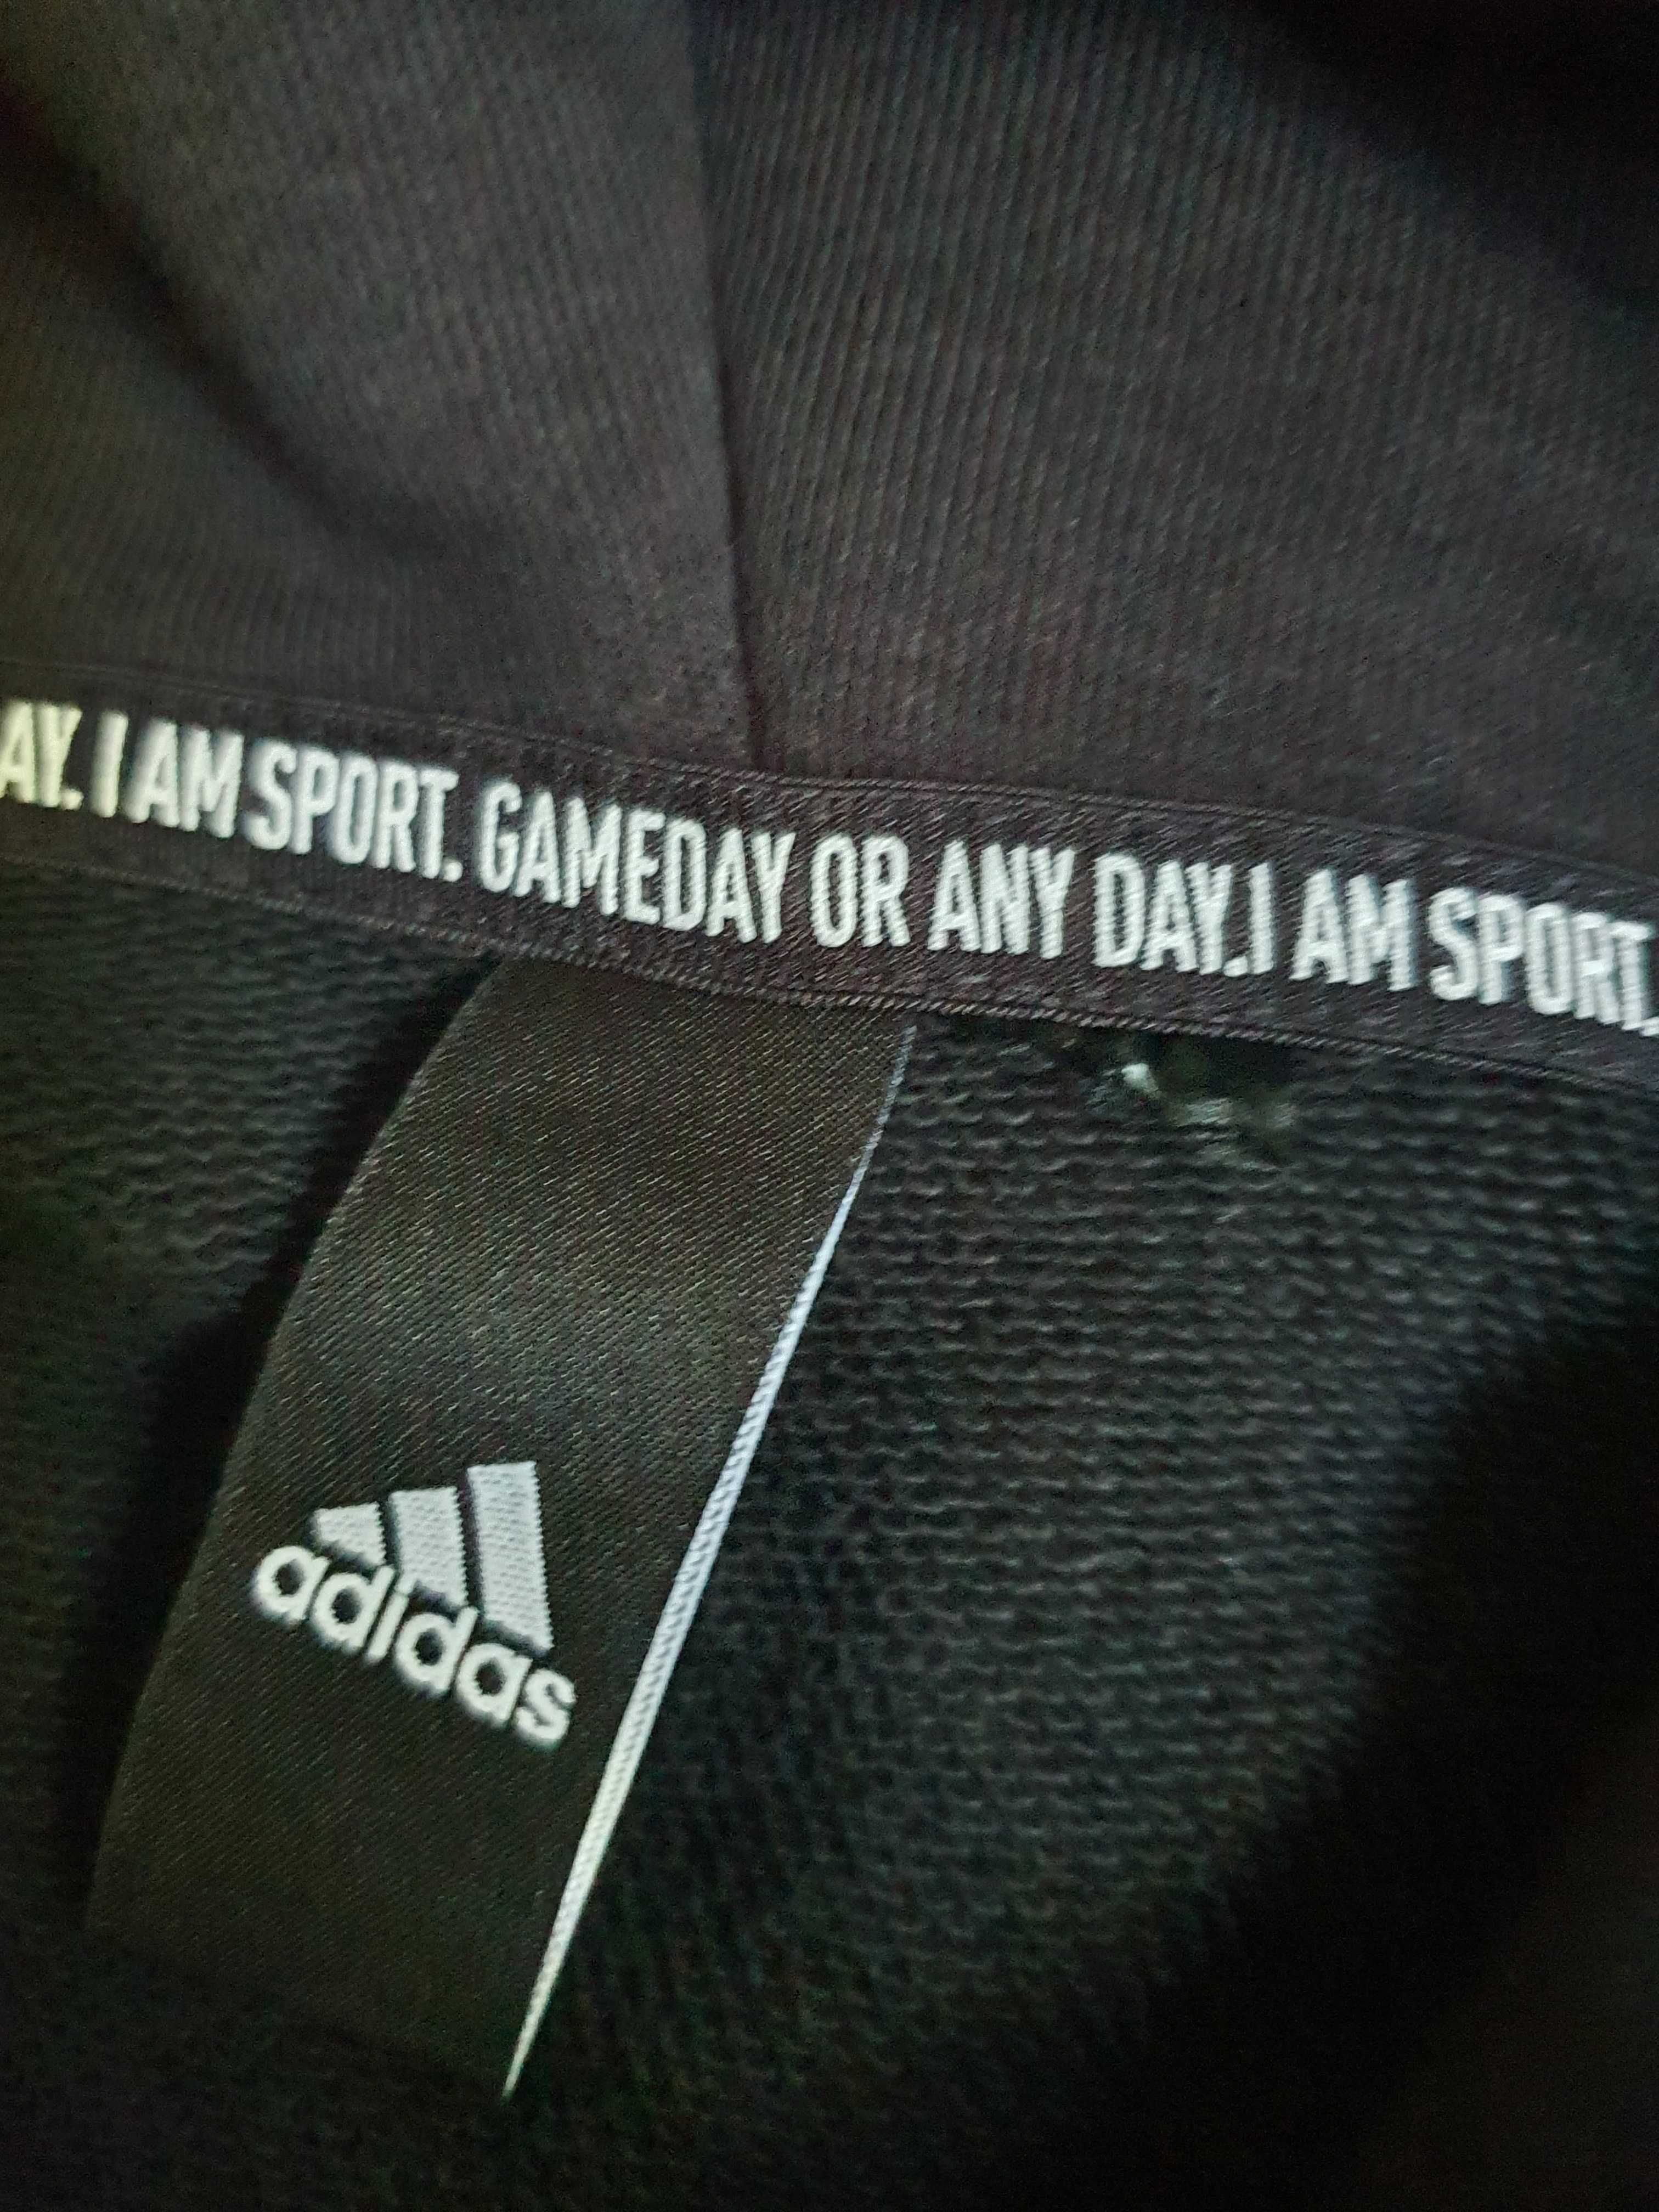 AY. I AM SPORT. GAMEDAY OR ANY DAY. I AM SPORT.
adidas